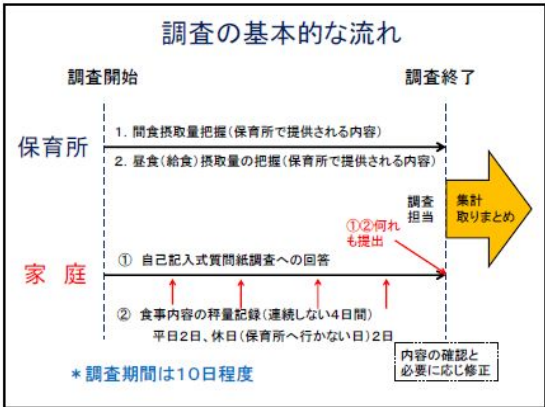 調査の基本的な流れ
調査開始
調査終了
保育所
1. 間食摂取量把握(保育所で提供される内容)
2. 昼食(給食)摂取量の把握(保育所で提供される内容)
調査
担当
集計
取りまとめ
①②何れ
も提出
家 庭
① 自己記入式質問紙調査への回答
② 食事内容の秤量記録(連続しない4日間)
平日2日、休日(保育所へ行かない日)2日
内容の確認と
必要に応じ修正
*調査期間は10日程度